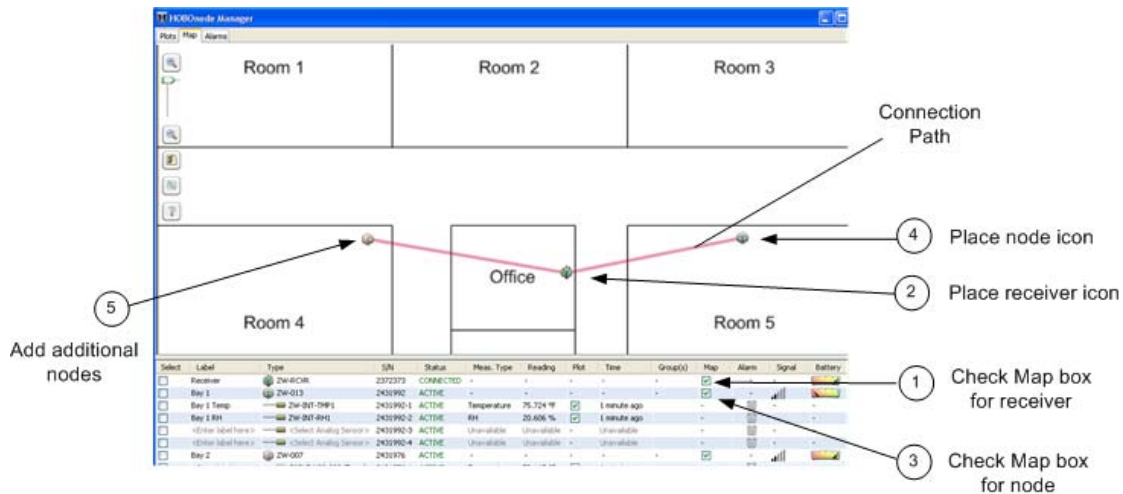 HOBOnode Manager
Plots Map Alarms
Room 1
Room 2
Room 3
Connection
Path
4 Place node icon
Office
2 Place receiver icon
5
Add additional
nodes
Room 4
Room 5
Select Label Type S/N Status Meas. Type Reading Plot Time Group(s) Map Alarm Signal Battery
Receiver ZW-RCVR 2372373 CONNECTED - - - - - - - -
Bay 1 ZW-013 2431992 ACTIVE - - - - -
Bay 1 Temp ZW-INT-TMP1 2431992-1 ACTIVE Temperature 75.724 °F 1 minute ago
Bay 1 RH ZW-INT-RH1 2431992-2 ACTIVE RH 20.606 % 1 minute ago
<Enter label here> <Select Analog Sensor> 2431992-3 ACTIVE Unavailable Unavailable - Unavailable
<Enter label here> <Select Analog Sensor> 2431992-4 ACTIVE Unavailable Unavailable - Unavailable
Bay 2 ZW-007 2431976 ACTIVE - - - - -
1 Check Map box
for receiver
3 Check Map box
for node